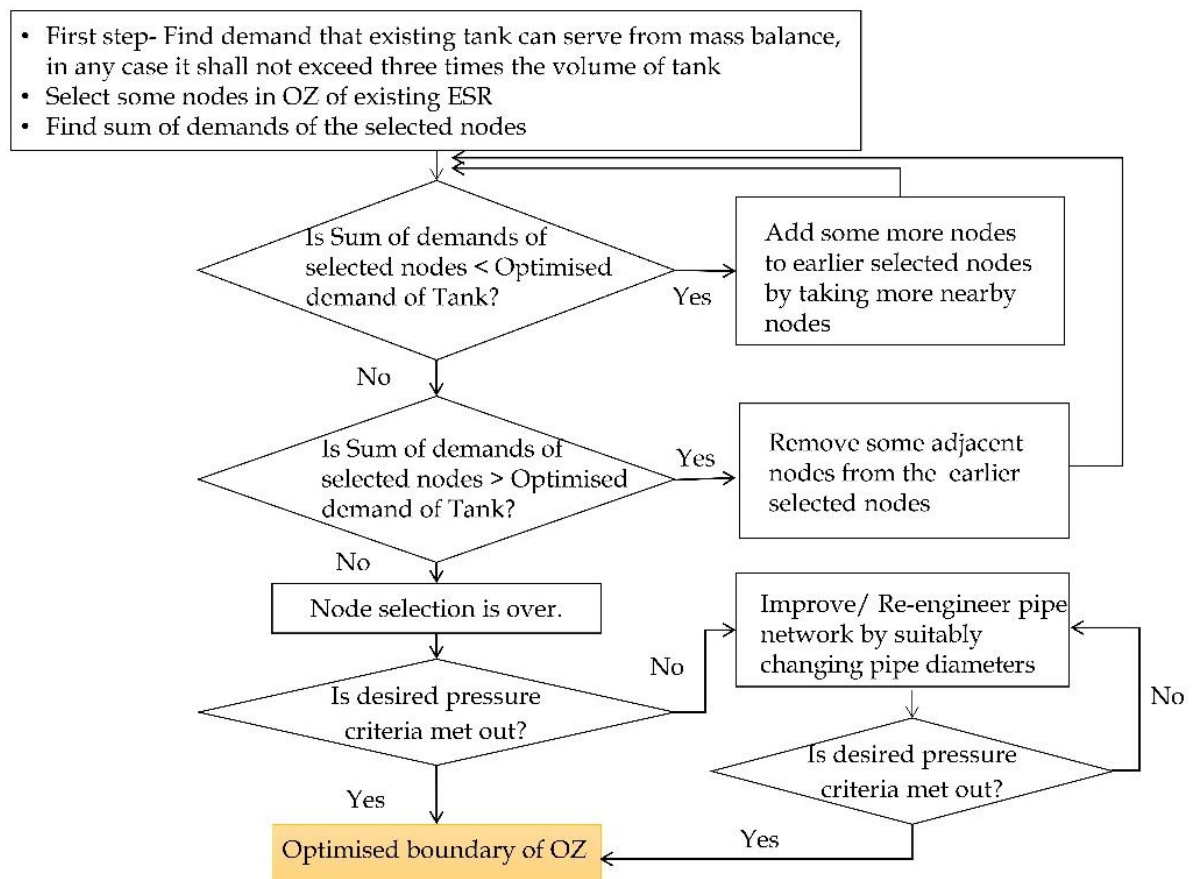 • First step- Find demand that existing tank can serve from mass balance,
in any case it shall not exceed three times the volume of tank
• Select some nodes in OZ of existing ESR
• Find sum of demands of the selected nodes
Is Sum of demands of
selected nodes < Optimised
demand of Tank?
Yes
Add some more nodes
to earlier selected nodes
by taking more nearby
nodes
No
Is Sum of demands of
selected nodes > Optimised
demand of Tank?
Yes
Remove some adjacent
nodes from the earlier
selected nodes
No
Node selection is over.
Is desired pressure
criteria met out?
No
Improve/ Re-engineer pipe
network by suitably
changing pipe diameters
No
Is desired pressure
criteria met out?
Yes
Yes
Optimised boundary of OZ